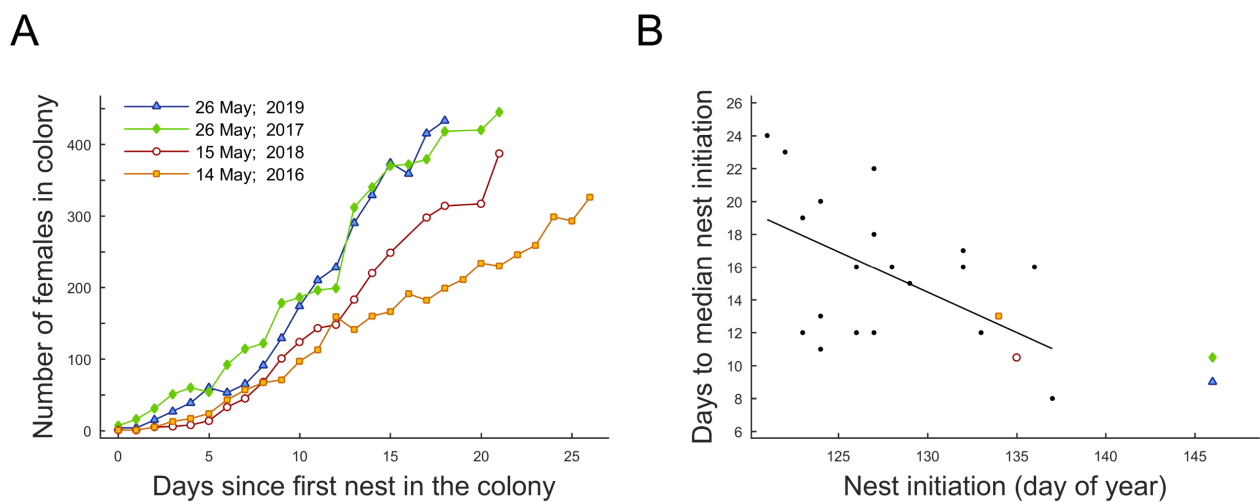 A
B
26 May;  2019
26 May;  2017
15 May;  2018
14 May;  2016
Number of females in colony
400
300
200
100
0
0 5 10 15 20 25
Days since first nest in the colony
Days to median nest initiation
26
24
22
20
18
16
14
12
10
8
6
125 130 135 140 145
Nest initiation (day of year)